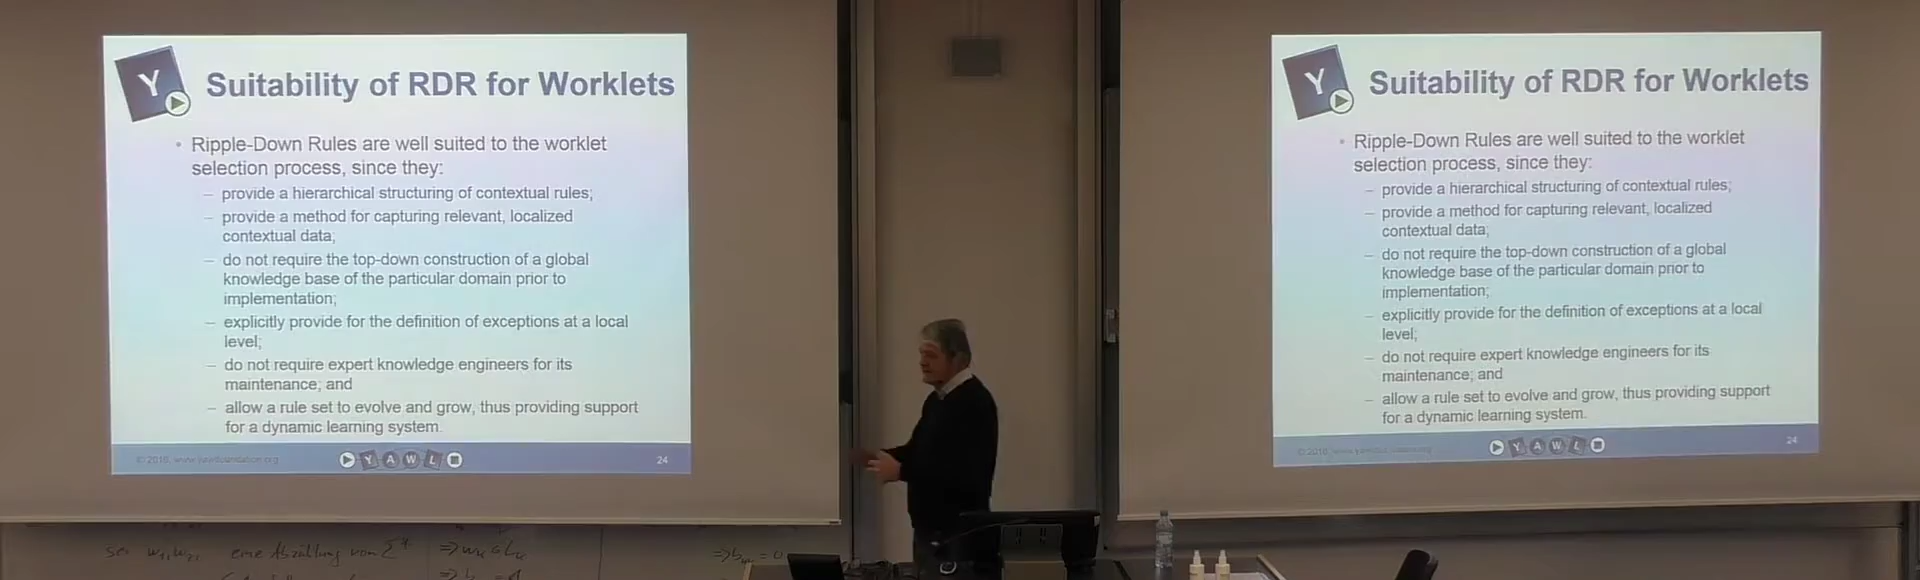 Y
Suitability of RDR for Worklets
• Ripple-Down Rules are well suited to the worklet
selection process, since they:
– provide a hierarchical structuring of contextual rules;
– provide a method for capturing relevant, localized
contextual data;
– do not require the top-down construction of a global
knowledge base of the particular domain prior to
implementation;
– explicitly provide for the definition of exceptions at a local
level;
– do not require expert knowledge engineers for its
maintenance; and
– allow a rule set to evolve and grow, thus providing support
for a dynamic learning system.
Y A W L
24
Y
Suitability of RDR for Worklets
• Ripple-Down Rules are well suited to the worklet
selection process, since they:
– provide a hierarchical structuring of contextual rules;
– provide a method for capturing relevant, localized
contextual data;
– do not require the top-down construction of a global
knowledge base of the particular domain prior to
implementation;
– explicitly provide for the definition of exceptions at a local
level;
– do not require expert knowledge engineers for its
maintenance; and
– allow a rule set to evolve and grow, thus providing support
for a dynamic learning system.
Y A W L
24
eine Abzählung von Σ*